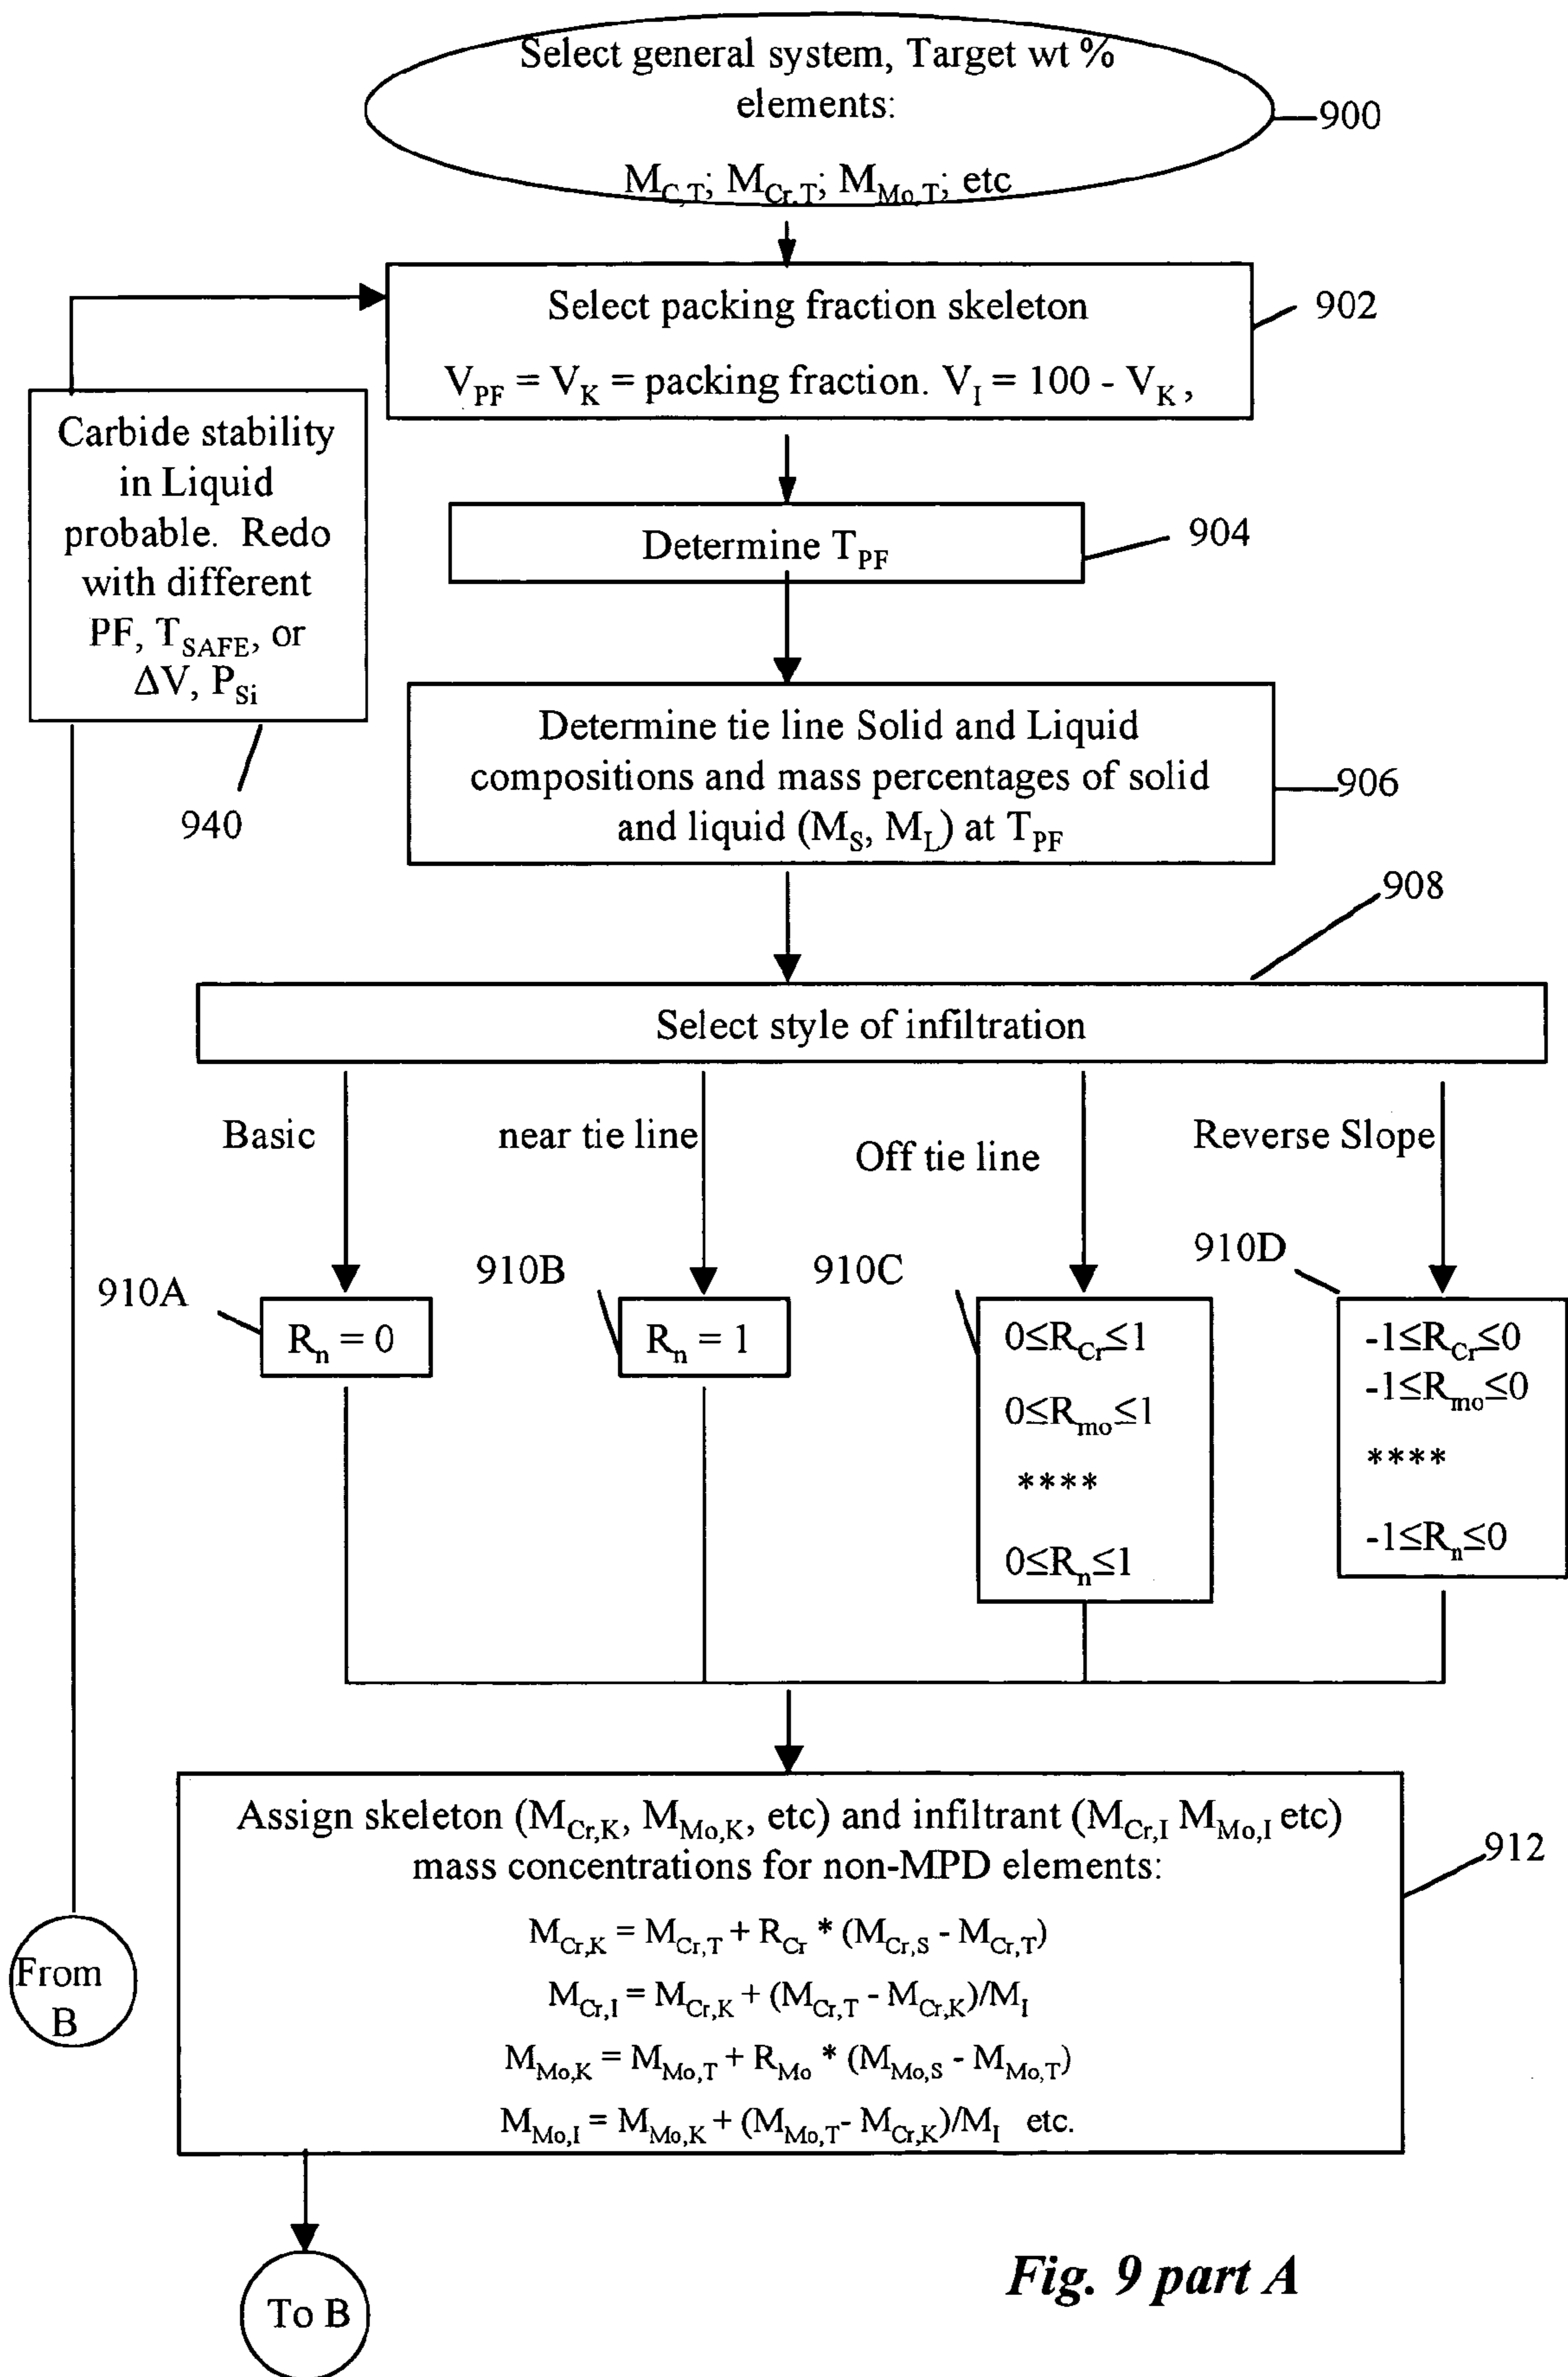 Select general system, Target wt %
elements:
M_C,T; M_Cr,T; M_Mo,T; etc
900
Select packing fraction skeleton
V_PF = V_K = packing fraction. V_I = 100 - V_K ,
902
Carbide stability
in Liquid
probable. Redo
with different
PF, T_SAFE, or
ΔV, P_Si
940
Determine T_PF
904
Determine tie line Solid and Liquid
compositions and mass percentages of solid
and liquid (M_S, M_L) at T_PF
906
908
Select style of infiltration
Basic
near tie line
Off tie line
Reverse Slope
910A
910B
910C
910D
R_n = 0
R_n = 1
0≤R_Cr≤1
0≤R_mo≤1
****
0≤R_n≤1
-1≤R_Cr≤0
-1≤R_mo≤0
****
-1≤R_n≤0
Assign skeleton (M_Cr,K, M_Mo,K, etc) and infiltrant (M_Cr,I M_Mo,I etc)
mass concentrations for non-MPD elements:
M_Cr,K = M_Cr,T + R_Cr * (M_Cr,S - M_Cr,T)
M_Cr,I = M_Cr,K + (M_Cr,T - M_Cr,K)/M_I
M_Mo,K = M_Mo,T + R_Mo * (M_Mo,S - M_Mo,T)
M_Mo,I = M_Mo,K + (M_Mo,T- M_Cr,K)/M_I etc.
912
From
B
To B
Fig. 9 part A